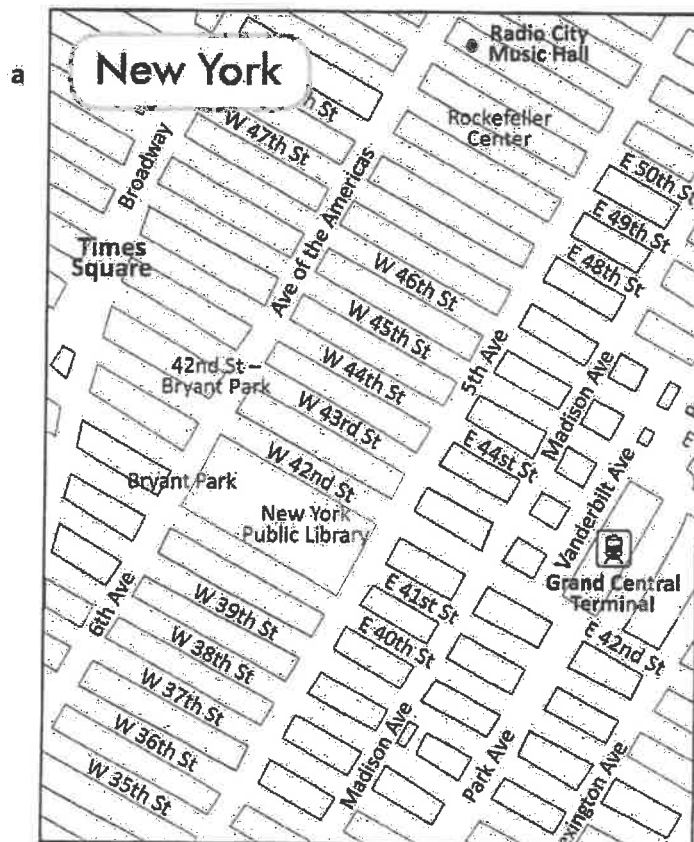 a
New York
Radio City
Music Hall
Rockefeller
Center
h St
W 47th St
Broadway
Ave of the Americas
E 50th St
E 49th St
E 48th St
Times
Square
W 46th St
W 45th St
W 44th St
W 43rd St
W 42nd St
42nd St –
Bryant Park
5th Ave
Madison Ave
E 44st St
Vanderbilt Ave
Bryant Park
New York
Public Library
Grand Central
Terminal
E 41st St
E 40th St
E 42nd St
6th Ave
W 39th St
W 38th St
W 37th St
W 36th St
W 35th St
Madison Ave
Park Ave
exington Ave